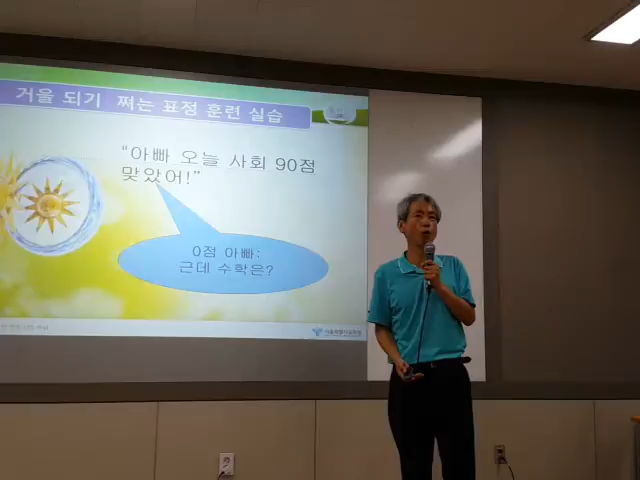 거울 되기 쩌는 표정 훈련 실습
“아빠 오늘 사회 90점
맞았어!”
0점 아빠:
근데 수학은?